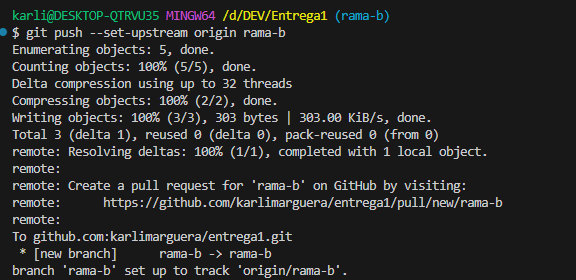 karli@DESKTOP-QTRVU35 MINGW64 /d/DEV/Entrega1 (rama-b)
$ git push --set-upstream origin rama-b
Enumerating objects: 5, done.
Counting objects: 100% (5/5), done.
Delta compression using up to 32 threads
Compressing objects: 100% (2/2), done.
Writing objects: 100% (3/3), 303 bytes | 303.00 KiB/s, done.
Total 3 (delta 1), reused 0 (delta 0), pack-reused 0 (from 0)
remote: Resolving deltas: 100% (1/1), completed with 1 local object.
remote:
remote: Create a pull request for 'rama-b' on GitHub by visiting:
remote:      https://github.com/karlimarguera/entrega1/pull/new/rama-b
remote:
To github.com:karlimarguera/entrega1.git
 * [new branch]      rama-b -> rama-b
branch 'rama-b' set up to track 'origin/rama-b'.